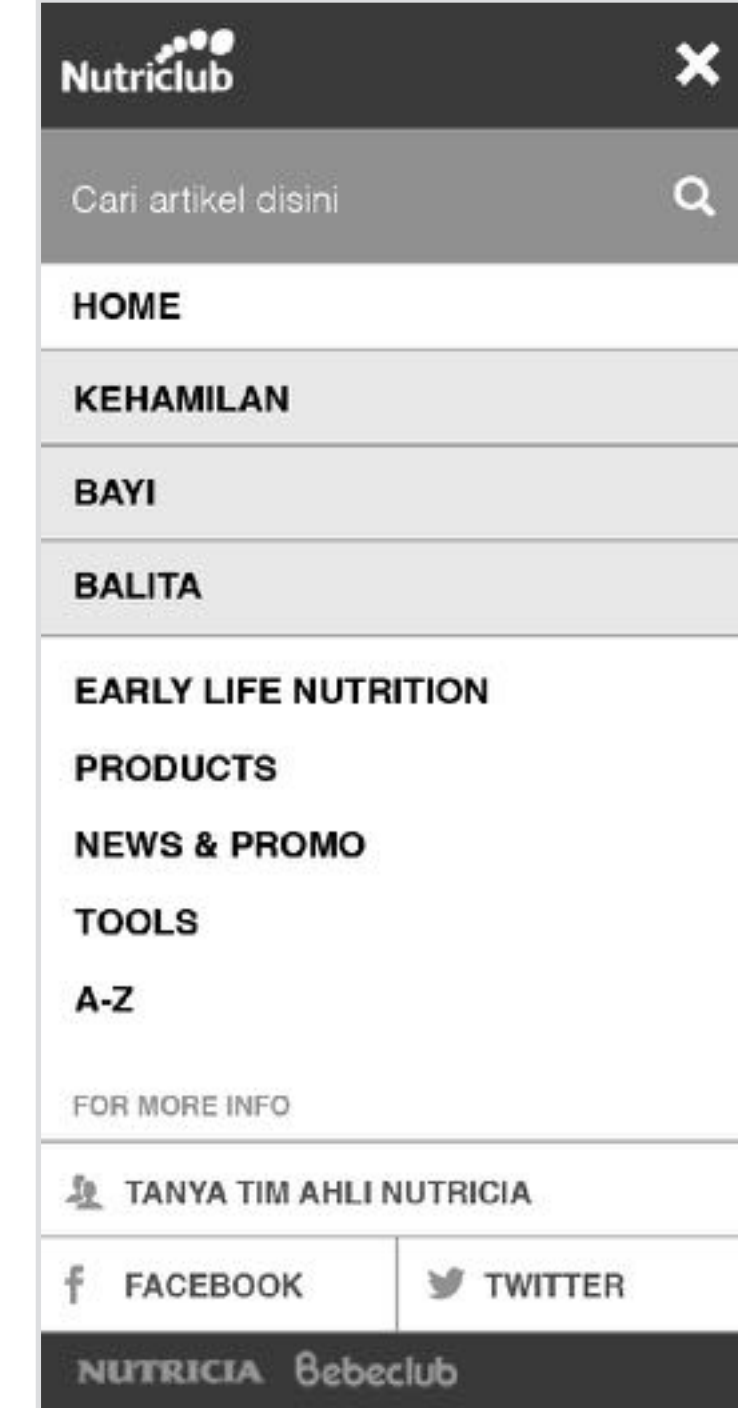 Nutriclub
Cari artikel disini
HOME
KEHAMILAN
BAYI
BALITA
EARLY LIFE NUTRITION
PRODUCTS
NEWS & PROMO
TOOLS
A-Z
FOR MORE INFO
TANYA TIM AHLI NUTRICIA
FACEBOOK TWITTER
NUTRICIA Bebeclub